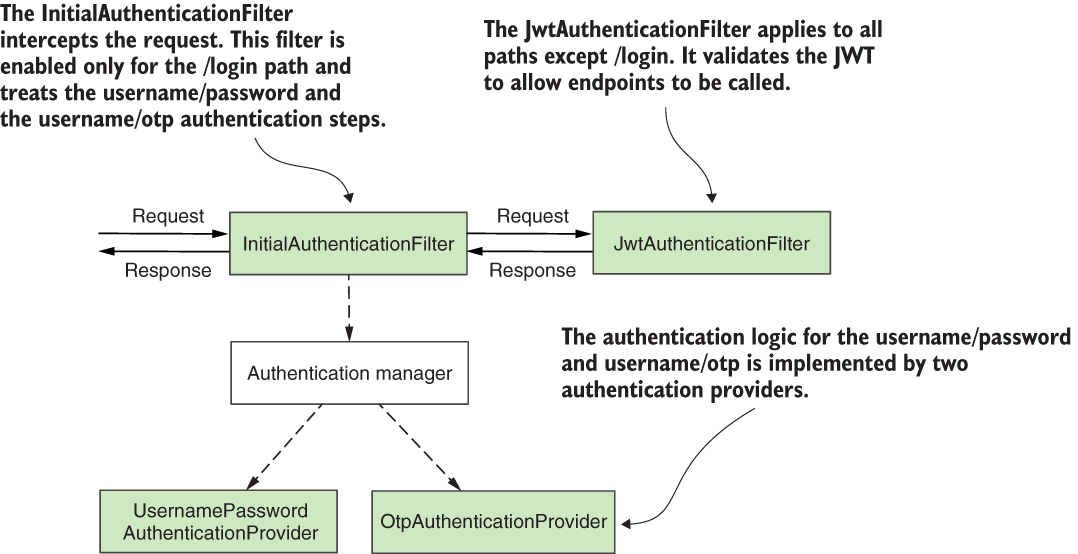 The InitialAuthenticationFilter
intercepts the request. This filter is
enabled only for the /login path and
treats the username/password and
the username/otp authentication steps.
The JwtAuthenticationFilter applies to all
paths except /login. It validates the JWT
to allow endpoints to be called.
Request
InitialAuthenticationFilter
Request
JwtAuthenticationFilter
Response
Response
Authentication manager
The authentication logic for the username/password
and username/otp is implemented by two
authentication providers.
UsernamePassword
AuthenticationProvider
OtpAuthenticationProvider